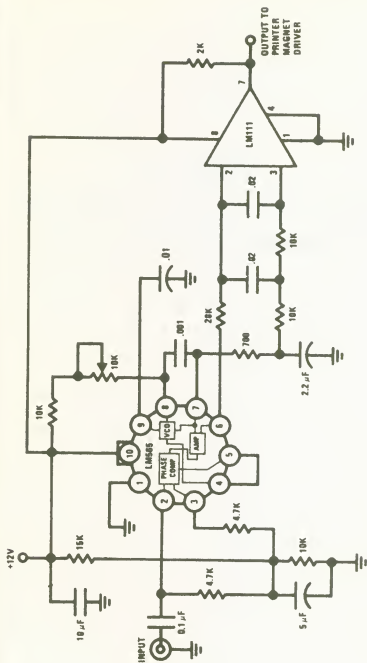 +12V
10 µF
15K
INPUT
0.1 µF
4.7K
4.7K
5 µF
10K
10K
10K
LM565
PHASE
COMP
VCO
AMP
1
2
3
4
5
6
7
8
9
10
.01
.001
700
2.2 µF
20K
10K
10K
.02
.02
2
3
LM111
8
7
4
1
2K
OUTPUT TO
PRINTER
MAGNET
DRIVER